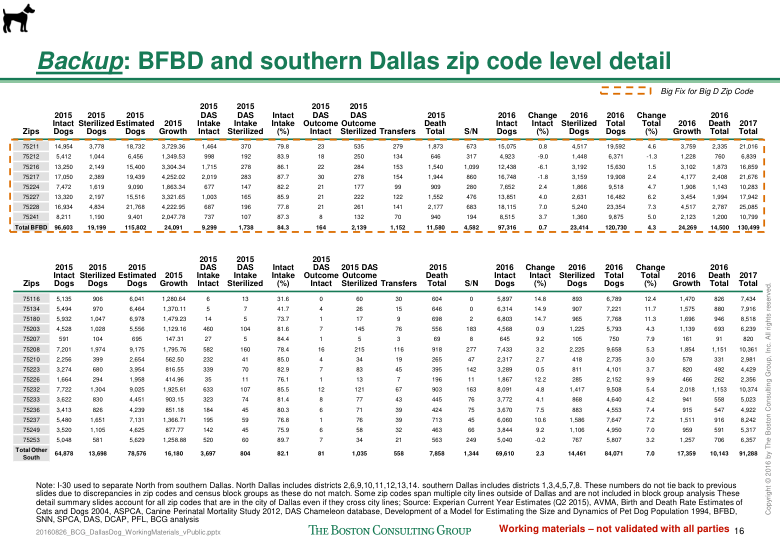 Backup: BFBD and southern Dallas zip code level detail
Big Fix for Big D Zip Code
Zips 2015 Intact Dogs 2015 Sterilized Dogs 2015 Estimated Dogs 2015 Growth 2015 DAS Intake Intact 2015 DAS Intake Sterilized Intact Intake (%) 2015 DAS Outcome Intact 2015 DAS Outcome Sterilized Transfers 2015 Death Total S/N 2016 Intact Dogs Change Intact (%) 2016 Sterilized Dogs 2016 Total Dogs Change Total (%) 2016 Growth 2016 Death Total 2017 Total
75211 14,954 3,778 18,732 3,729.36 1,464 370 79.8 23 535 279 1,873 673 15,075 0.8 4,517 19,592 4.6 3,759 2,335 21,016
75212 5,412 1,044 6,456 1,349.53 998 192 83.9 18 250 134 646 317 4,923 -9.0 1,448 6,371 -1.3 1,228 760 6,839
75216 13,250 2,149 15,400 3,304.34 1,715 278 86.1 22 284 153 1,540 1,099 12,438 -6.1 3,192 15,630 1.5 3,102 1,873 16,859
75217 17,050 2,389 19,439 4,252.02 2,019 283 87.7 30 278 154 1,944 860 16,748 -1.8 3,159 19,908 2.4 4,177 2,408 21,676
75224 7,472 1,619 9,090 1,863.34 677 147 82.2 21 177 99 909 280 7,652 2.4 1,866 9,518 4.7 1,908 1,143 10,283
75227 13,320 2,197 15,516 3,321.65 1,003 165 85.9 21 222 122 1,552 476 13,851 4.0 2,631 16,482 6.2 3,454 1,994 17,942
75228 16,934 4,834 21,768 4,222.95 687 196 77.8 21 260 141 2,177 683 18,115 7.0 5,240 23,354 7.3 4,517 2,787 25,085
75241 8,211 1,190 9,401 2,047.78 737 107 87.3 8 132 70 940 194 8,515 3.7 1,360 9,875 5.0 2,123 1,200 10,799
Total BFBD 96,603 19,199 115,802 24,091 9,299 1,738 84.3 164 2,139 1,152 11,580 4,582 97,316 0.7 23,414 120,730 4.3 24,269 14,500 130,499
Zips 2015 Intact Dogs 2015 Sterilized Dogs 2015 Estimated Dogs 2015 Growth 2015 DAS Intake Intact 2015 DAS Intake Sterilized Intact Intake (%) 2015 DAS Outcome Intact 2015 DAS Outcome Sterilized Transfers 2015 Death Total S/N 2016 Intact Dogs Change Intact (%) 2016 Sterilized Dogs 2016 Total Dogs Change Total (%) 2016 Growth 2016 Death Total 2017 Total
75116 5,135 906 6,041 1,280.64 6 13 31.6 0 60 30 604 0 5,897 14.8 893 6,789 12.4 1,470 826 7,434
75134 5,494 970 6,464 1,370.11 5 7 41.7 4 26 15 646 0 6,314 14.9 907 7,221 11.7 1,575 880 7,916
75180 5,932 1,047 6,978 1,479.23 14 5 73.7 1 17 9 698 2 6,803 14.7 965 7,768 11.3 1,696 946 8,518
75203 4,528 1,028 5,556 1,129.16 460 104 81.6 7 145 76 556 183 4,568 0.9 1,225 5,793 4.3 1,139 693 6,239
75207 591 104 695 147.31 27 5 84.4 1 5 3 69 8 645 9.2 105 750 7.9 161 91 820
75208 7,201 1,974 9,175 1,795.76 582 160 78.4 16 215 116 918 277 7,433 3.2 2,225 9,658 5.3 1,854 1,151 10,361
75210 2,256 399 2,654 562.50 232 41 85.0 4 34 19 265 47 2,317 2.7 418 2,735 3.0 578 331 2,981
75223 3,274 680 3,954 816.55 339 70 82.9 7 83 45 395 142 3,289 0.5 811 4,101 3.7 820 492 4,429
75226 1,664 294 1,958 414.96 35 11 76.1 1 13 7 196 11 1,867 12.2 285 2,152 9.9 466 262 2,356
75232 7,722 1,304 9,025 1,925.61 633 107 85.5 12 121 67 903 163 8,091 4.8 1,417 9,508 5.4 2,018 1,153 10,374
75233 3,622 830 4,451 903.15 323 74 81.4 8 77 43 445 76 3,772 4.1 868 4,640 4.2 941 558 5,023
75236 3,413 826 4,239 851.18 184 45 80.3 6 71 39 424 75 3,670 7.5 883 4,553 7.4 915 547 4,922
75237 5,480 1,651 7,131 1,366.71 239 60 79.8 1 76 39 713 45 6,060 10.6 1,586 7,647 7.2 1,511 916 8,242
75249 3,520 1,105 4,625 877.77 142 45 75.9 6 58 32 463 66 3,844 9.2 1,106 4,950 7.0 959 591 5,317
75253 5,048 581 5,629 1,258.88 520 60 89.7 7 34 21 563 249 5,040 -0.2 767 5,807 3.2 1,257 706 6,357
Total Other South 64,878 13,698 78,576 16,180 3,697 804 82.1 81 1,035 558 7,858 1,344 69,610 2.3 14,461 84,071 7.0 17,359 10,143 91,288
Note: I-30 used to separate North from southern Dallas. North Dallas includes districts 2,6,9,10,11,12,13,14. southern Dallas includes districts 1,3,4,5,7,8. These numbers do not tie back to previous
slides due to discrepancies in zip codes and census block groups as these do not match. Some zip codes span multiple city lines outside of Dallas and are not included in block group analysis These
detail summary slides account for all zip codes that are in the city of Dallas even if they cross city lines; Source: Experian Current Year Estimates (Q2 2015), AVMA, Birth and Death Rate Estimates of
Cats and Dogs 2004, ASPCA, Canine Perinatal Mortality Study 2012, DAS Chameleon database, Development of a Model for Estimating the Size and Dynamics of Pet Dog Population 1994, BFBD,
SNN, SPCA, DAS, DCAP, PFL, BCG analysis
20160826_BCG_DallasDog_WorkingMaterials_vPublic.pptx
THE BOSTON CONSULTING GROUP
Working materials – not validated with all parties 16
Copyright © 2016 by The Boston Consulting Group, Inc. All rights reserved.